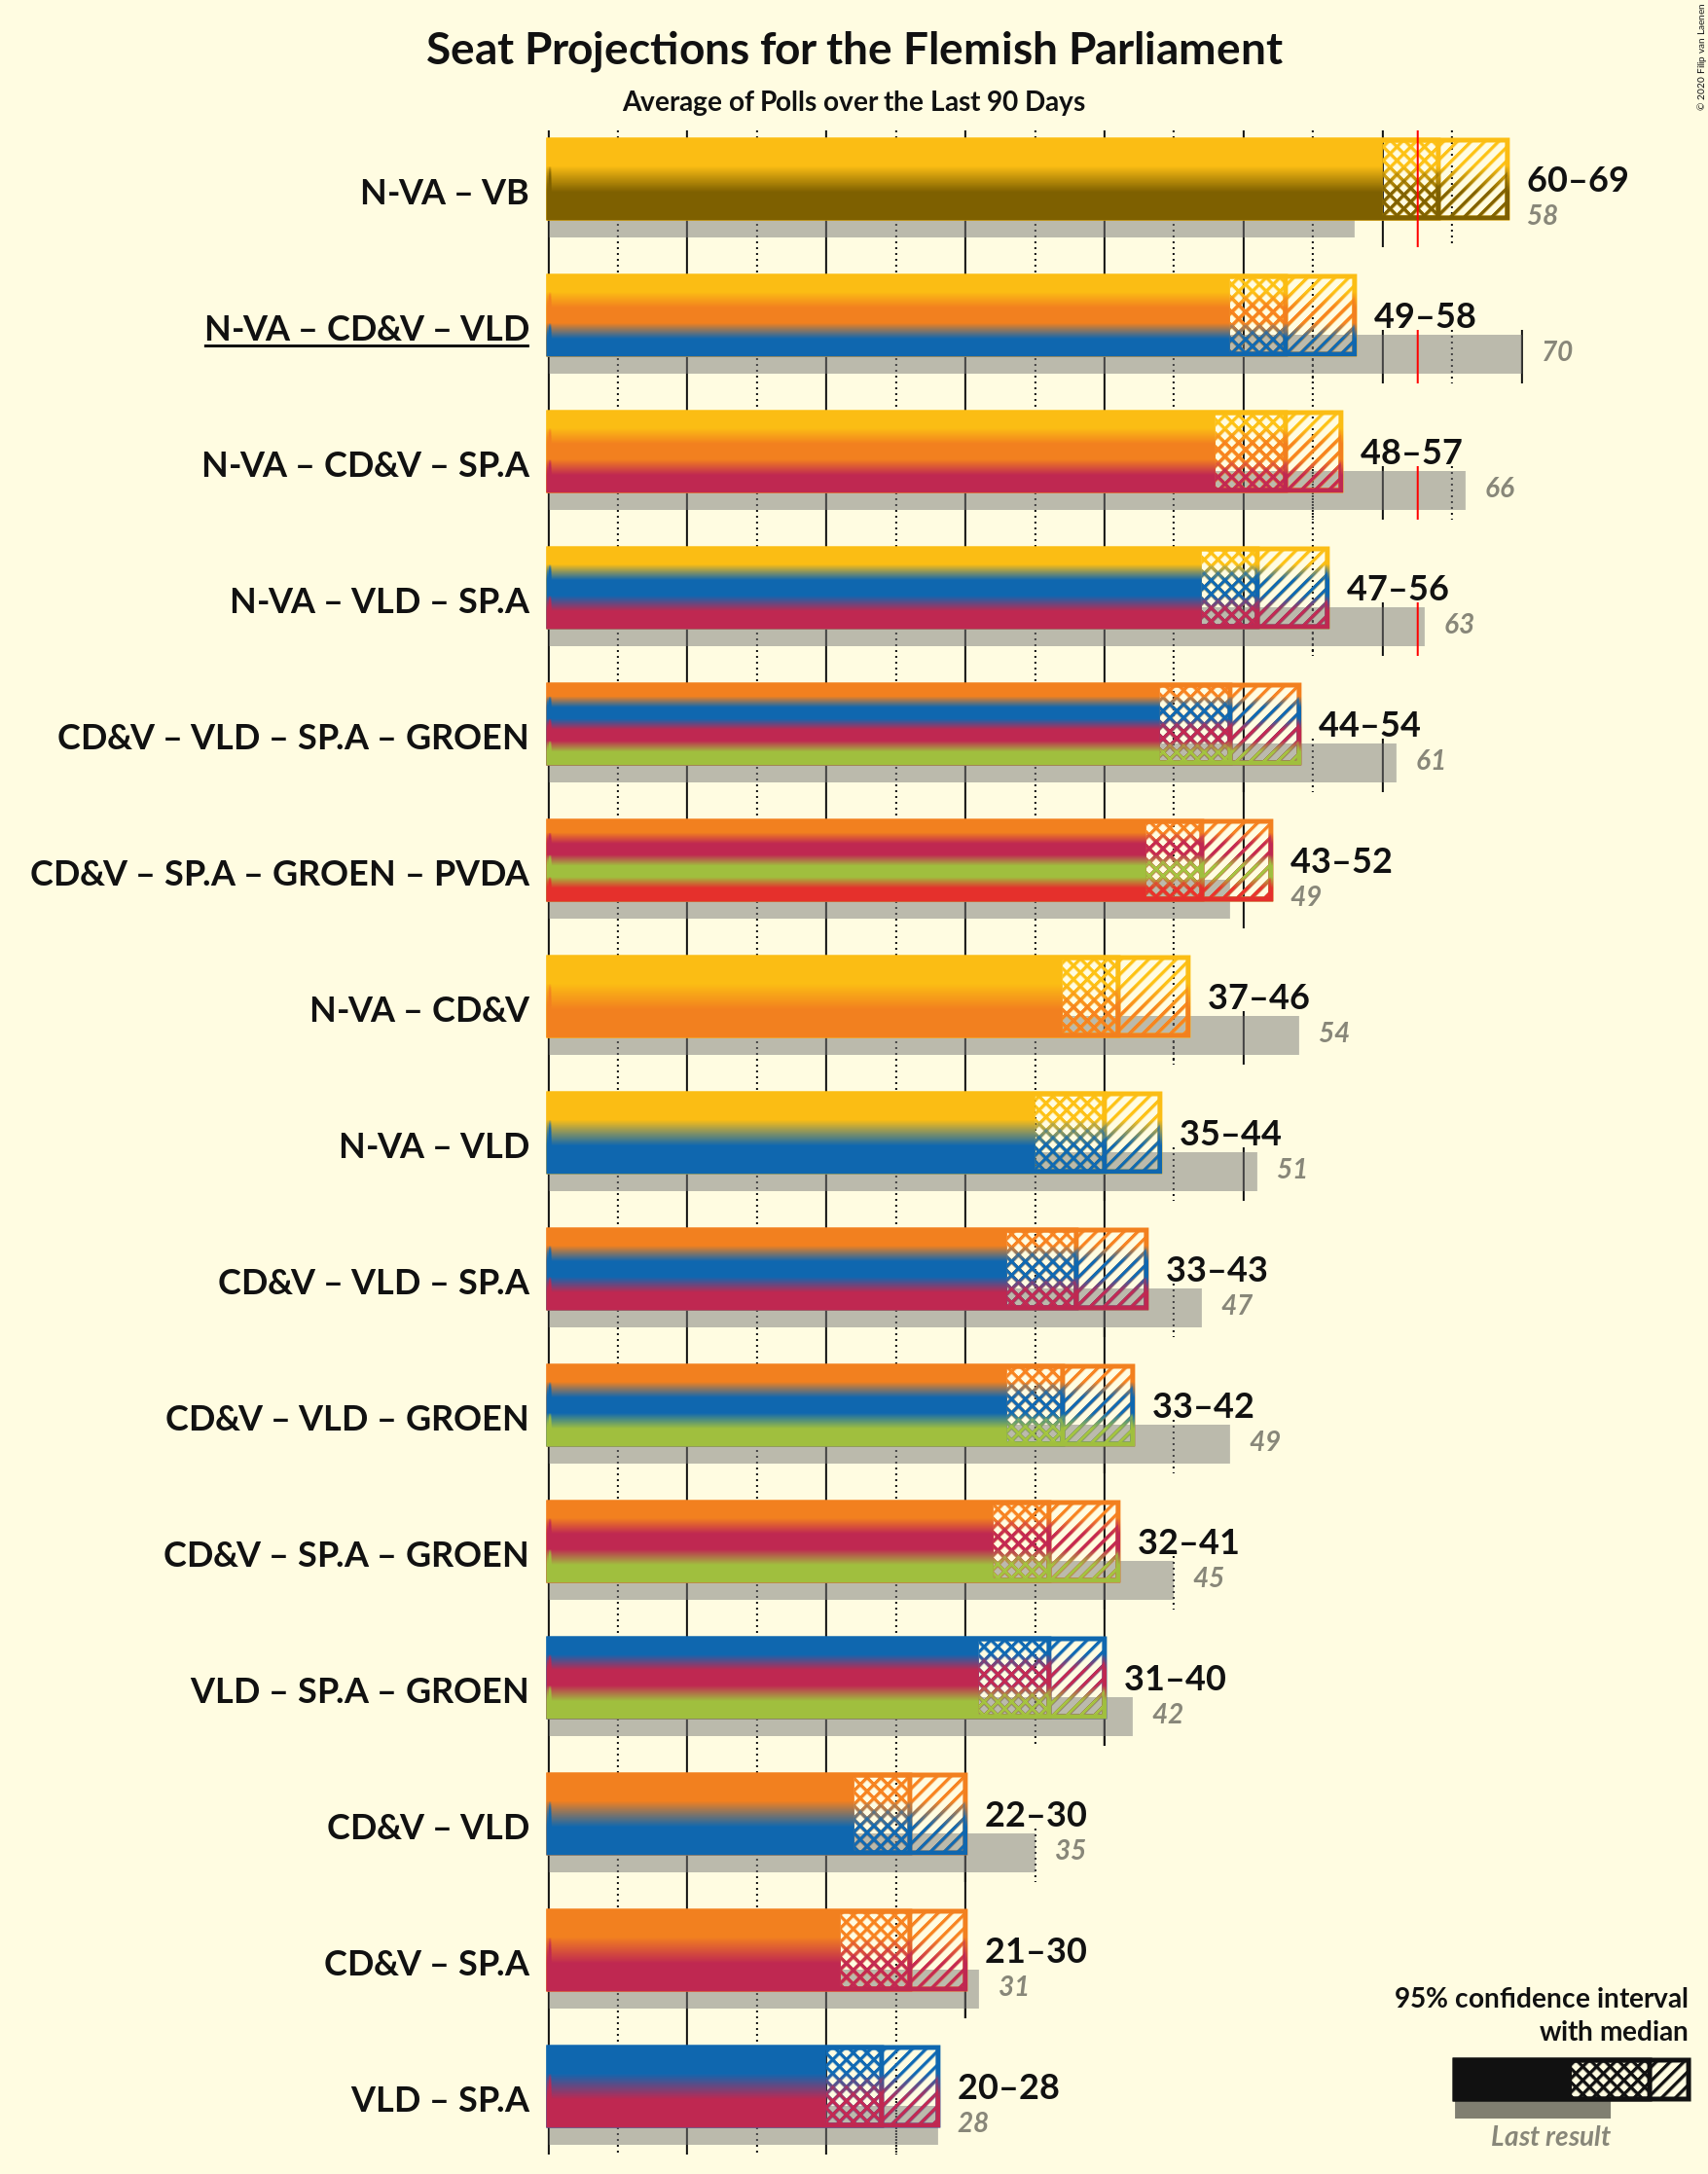 Seat Projections for the Flemish Parliament
Average of Polls over the Last 90 Days
© 2020 Filip van Laenen
N-VA – VB
60–69
58
N-VA – CD&V – VLD
49–58
70
N-VA – CD&V – SP.A
48–57
66
N-VA – VLD – SP.A
47–56
63
CD&V – VLD – SP.A – GROEN
44–54
61
CD&V – SP.A – GROEN – PVDA
43–52
49
N-VA – CD&V
37–46
54
N-VA – VLD
35–44
51
CD&V – VLD – SP.A
33–43
47
CD&V – VLD – GROEN
33–42
49
CD&V – SP.A – GROEN
32–41
45
VLD – SP.A – GROEN
31–40
42
CD&V – VLD
22–30
35
CD&V – SP.A
21–30
31
VLD – SP.A
20–28
28
95% confidence interval
with median
Last result